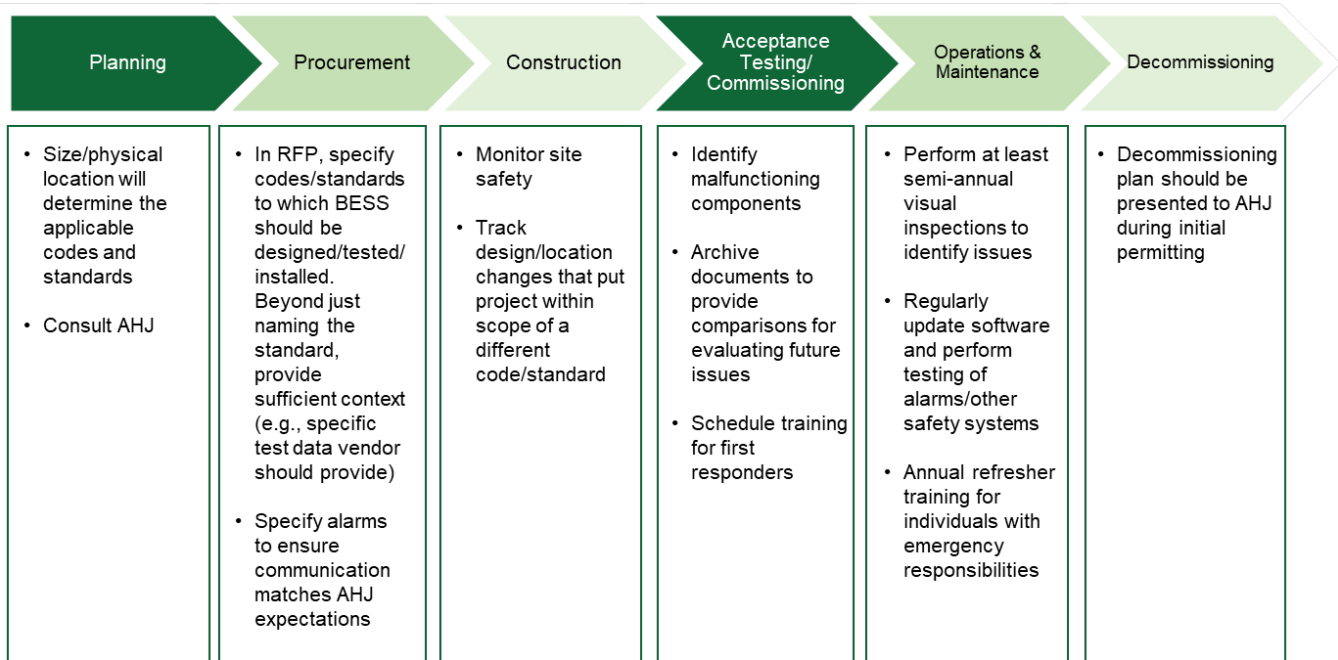 Planning
Procurement
Construction
Acceptance
Testing/
Commissioning
Operations &
Maintenance
Decommissioning
• Size/physical
location will
determine the
applicable
codes and
standards
• Consult AHJ
• In RFP, specify
codes/standards
to which BESS
should be
designed/tested/
installed.
Beyond just
naming the
standard,
provide
sufficient context
(e.g., specific
test data vendor
should provide)
• Specify alarms
to ensure
communication
matches AHJ
expectations
• Monitor site
safety
• Track
design/location
changes that put
project within
scope of a
different
code/standard
• Identify
malfunctioning
components
• Archive
documents to
provide
comparisons for
evaluating future
issues
• Schedule training
for first
responders
• Perform at least
semi-annual
visual
inspections to
identify issues
• Regularly
update software
and perform
testing of
alarms/other
safety systems
• Annual refresher
training for
individuals with
emergency
responsibilities
• Decommissioning
plan should be
presented to AHJ
during initial
permitting